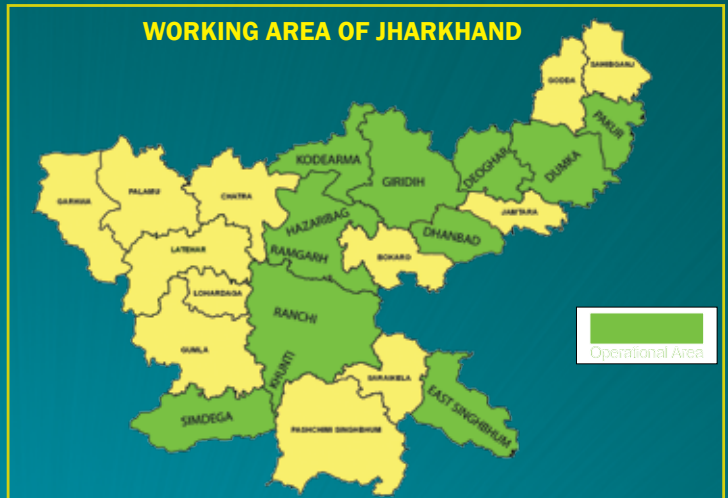 WORKING AREA OF JHARKHAND
SAHIBGANJ
GODDA
PAKUR
KODEARMA
DEOGHAR
DUMKA
GIRIDIH
GARHWA
PALAMU
CHATRA
HAZARIBAG
JAMTARA
DHANBAD
LATEHAR
RAMGARH
BOKARO
LOHARDAGA
RANCHI
Operational Area
GUMLA
KHUNTI
SARAIKELA
EAST SINGHBHUM
SIMDEGA
PASHCHIMI SINGHBHUM